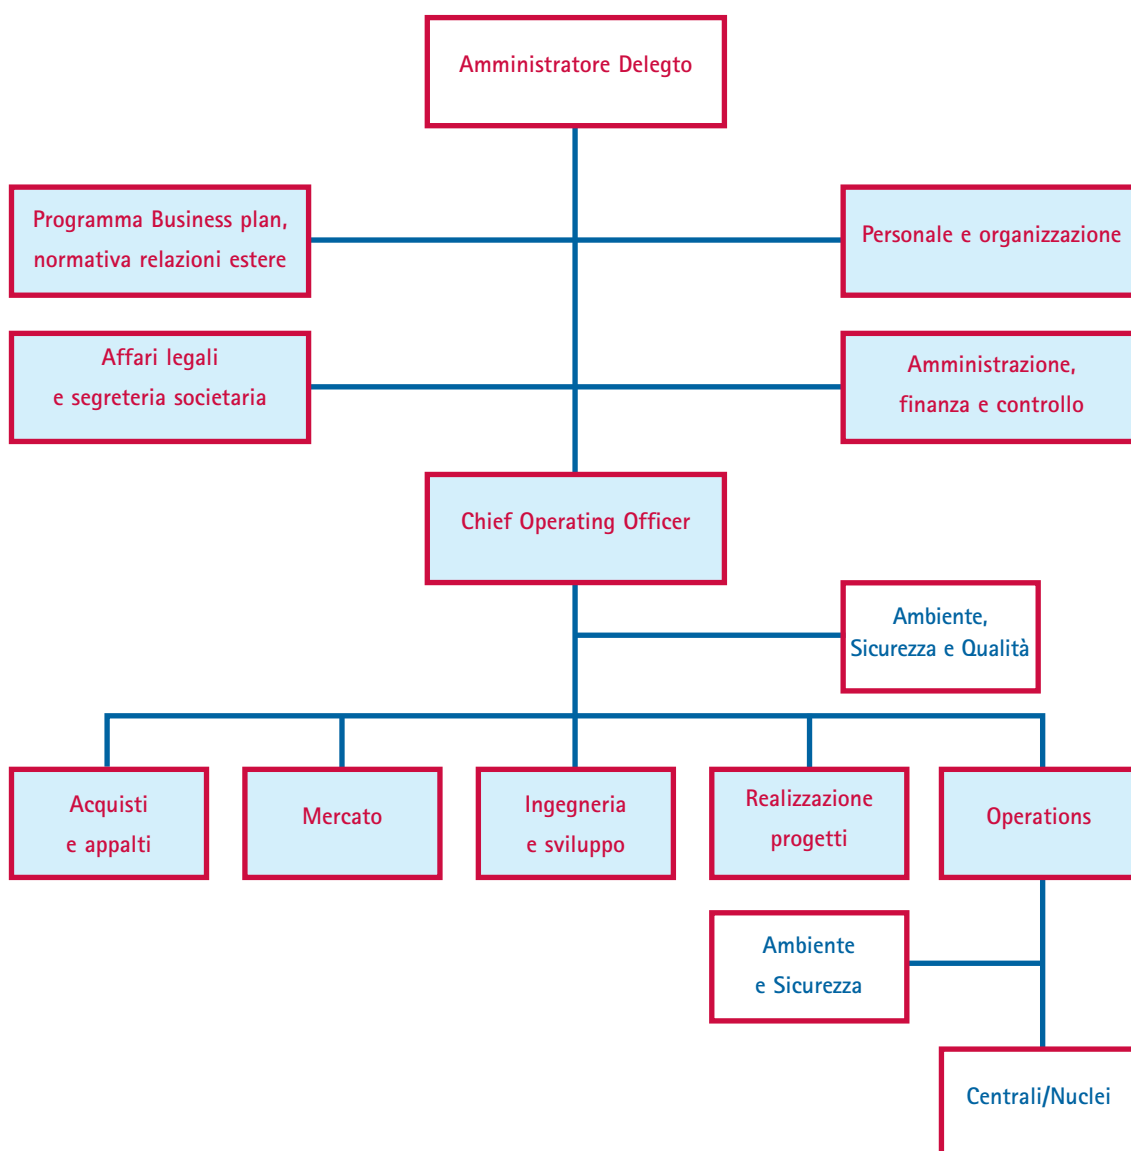 Amministratore Delegto
Programma Business plan,
normativa relazioni estere
Personale e organizzazione
Affari legali
e segreteria societaria
Amministrazione,
finanza e controllo
Chief Operating Officer
Ambiente,
Sicurezza e Qualità
Acquisti
e appalti
Mercato
Ingegneria
e sviluppo
Realizzazione
progetti
Operations
Ambiente
e Sicurezza
Centrali/Nuclei